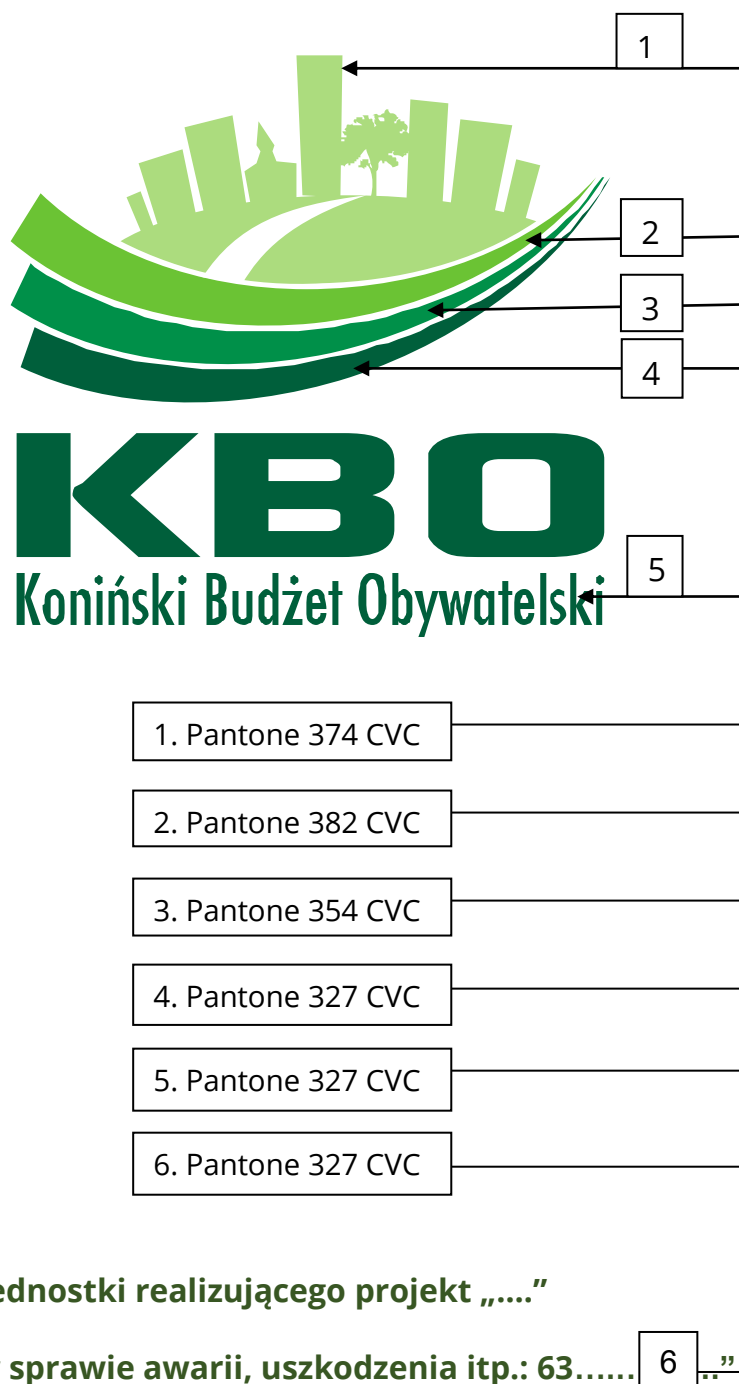 1
2
3
4
KBO
5
Koniński Budżet Obywatelski
1. Pantone 374 CVC
2. Pantone 382 CVC
3. Pantone 354 CVC
4. Pantone 327 CVC
5. Pantone 327 CVC
6. Pantone 327 CVC
ednostki realizującego projekt „....”
sprawie awarii, uszkodzenia itp.: 63...... 6 ..”